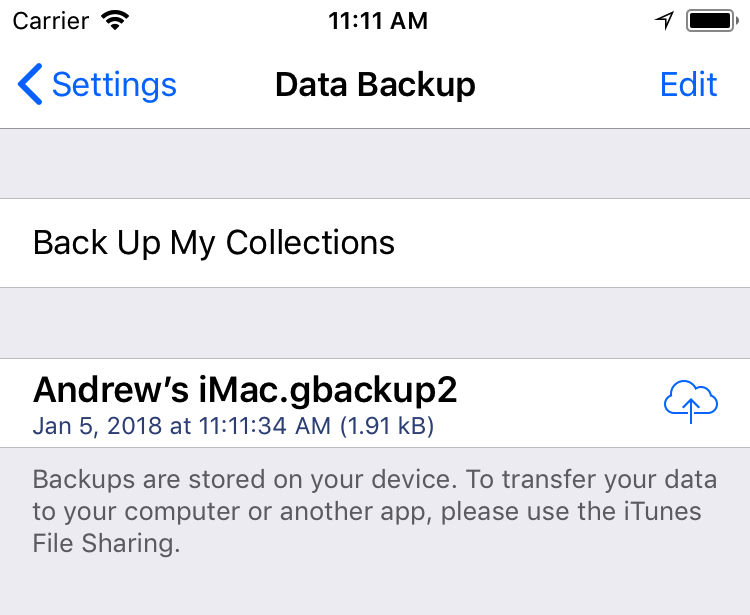 Carrier 11:11 AM
Settings Data Backup Edit
Back Up My Collections
Andrew’s iMac.gbackup2
Jan 5, 2018 at 11:11:34 AM (1.91 kB)
Backups are stored on your device. To transfer your data
to your computer or another app, please use the iTunes
File Sharing.